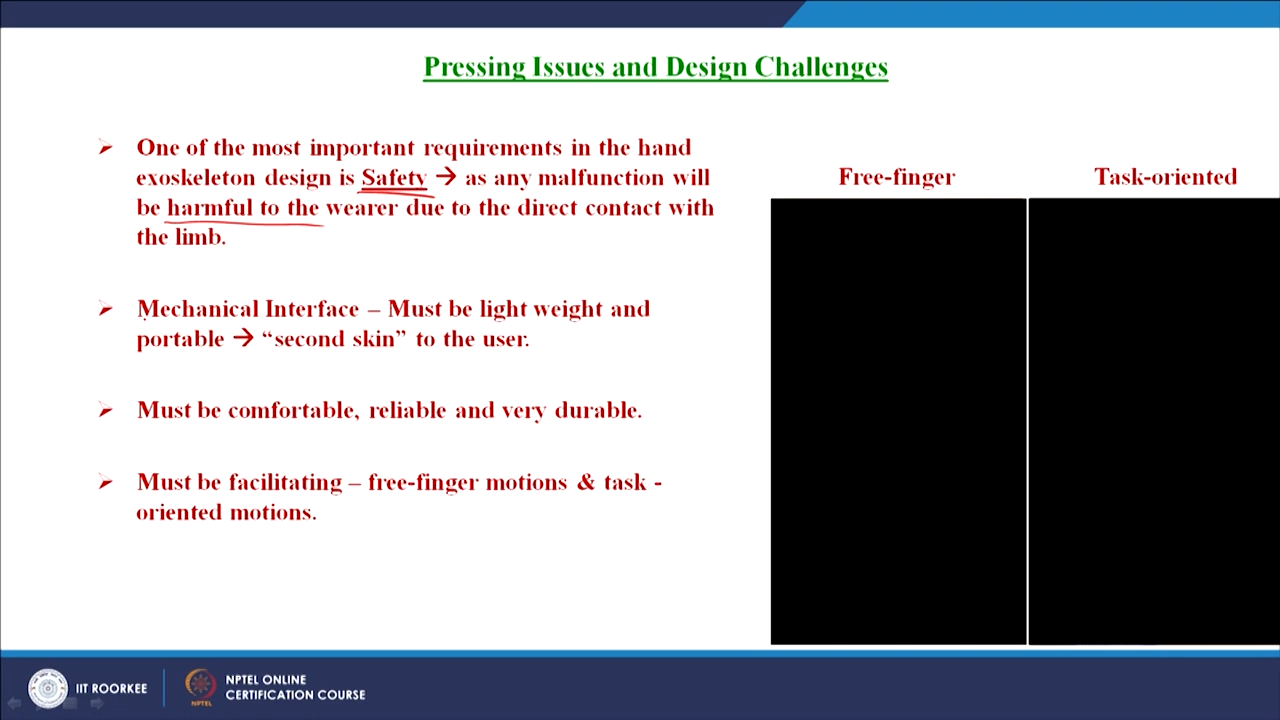 Pressing Issues and Design Challenges
➢ One of the most important requirements in the hand
exoskeleton design is Safety → as any malfunction will
be harmful to the wearer due to the direct contact with
the limb.
➢ Mechanical Interface – Must be light weight and
portable → “second skin” to the user.
➢ Must be comfortable, reliable and very durable.
➢ Must be facilitating – free-finger motions & task -
oriented motions.
Free-finger
Task-oriented
IIT ROORKEE
NPTEL
NPTEL ONLINE
CERTIFICATION COURSE